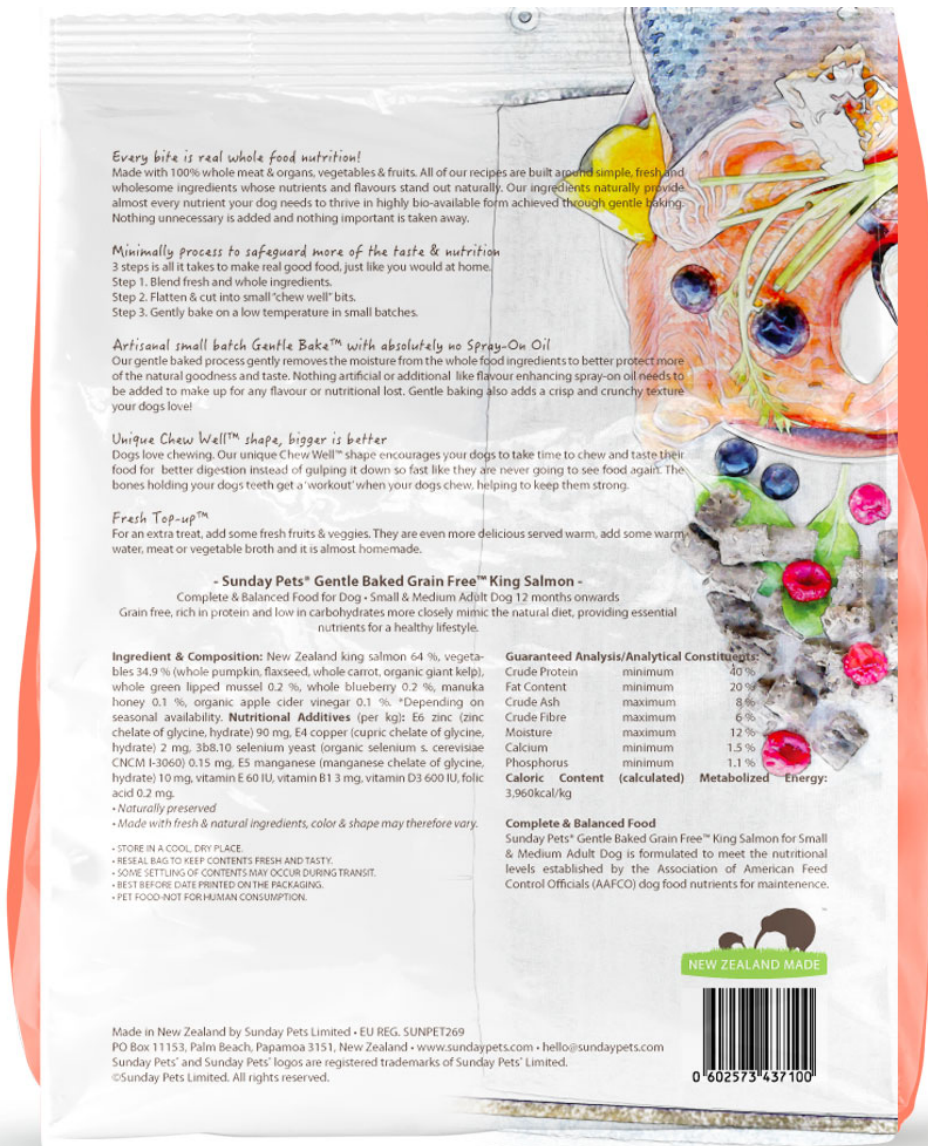 Every bite is real whole food nutrition!
Made with 100% whole meat & organs, vegetables & fruits. All of our recipes are built around simple, fresh and
wholesome ingredients whose nutrients and flavours stand out naturally. Our ingredients naturally provide
almost every nutrient your dog needs to thrive in highly bio-available form achieved through gentle baking.
Nothing unnecessary is added and nothing important is taken away.
Minimally process to safeguard more of the taste & nutrition
3 steps is all it takes to make real good food, just like you would at home.
Step 1. Blend fresh and whole ingredients.
Step 2. Flatten & cut into small "chew well" bits.
Step 3. Gently bake on a low temperature in small batches.
Artisanal small batch Gentle Bake™ with absolutely no Spray-On Oil
Our gentle baked process gently removes the moisture from the whole food ingredients to better protect more
of the natural goodness and taste. Nothing artificial or additional like flavour enhancing spray-on oil needs to
be added to make up for any flavour or nutritional lost. Gentle baking also adds a crisp and crunchy texture
your dogs love!
Unique Chew Well™ shape, bigger is better
Dogs love chewing. Our unique Chew Well™ shape encourages your dogs to take time to chew and taste their
food for better digestion instead of gulping it down so fast like they are never going to see food again. The
bones holding your dogs teeth get a 'workout' when your dogs chew, helping to keep them strong.
Fresh Top-up™
For an extra treat, add some fresh fruits & veggies. They are even more delicious served warm, add some warm
water, meat or vegetable broth and it is almost homemade.
- Sunday Pets® Gentle Baked Grain Free™ King Salmon -
Complete & Balanced Food for Dog • Small & Medium Adult Dog 12 months onwards
Grain free, rich in protein and low in carbohydrates more closely mimic the natural diet, providing essential
nutrients for a healthy lifestyle.
Ingredient & Composition: New Zealand king salmon 64 %, vegeta-
bles 34.9 % (whole pumpkin, flaxseed, whole carrot, organic giant kelp),
whole green lipped mussel 0.2 %, whole blueberry 0.2 %, manuka
honey 0.1 %, organic apple cider vinegar 0.1 %. *Depending on
seasonal availability. Nutritional Additives (per kg): E6 zinc (zinc
chelate of glycine, hydrate) 90 mg, E4 copper (cupric chelate of glycine,
hydrate) 2 mg, 3b8.10 selenium yeast (organic selenium s. cerevisiae
CNCM I-3060) 0.15 mg, E5 manganese (manganese chelate of glycine,
hydrate) 10 mg, vitamin E 60 IU, vitamin B1 3 mg, vitamin D3 600 IU, folic
acid 0.2 mg.
• Naturally preserved
• Made with fresh & natural ingredients, color & shape may therefore vary.
• STORE IN A COOL, DRY PLACE.
• RESEAL BAG TO KEEP CONTENTS FRESH AND TASTY.
• SOME SETTLING OF CONTENTS MAY OCCUR DURING TRANSIT.
• BEST BEFORE DATE PRINTED ON THE PACKAGING.
• PET FOOD-NOT FOR HUMAN CONSUMPTION.
Guaranteed Analysis/Analytical Constituents:
Crude Protein minimum 40 %
Fat Content minimum 20 %
Crude Ash maximum 8 %
Crude Fibre maximum 6 %
Moisture maximum 12 %
Calcium minimum 1.5 %
Phosphorus minimum 1.1 %
Caloric Content (calculated) Metabolized Energy:
3,960kcal/kg
Complete & Balanced Food
Sunday Pets® Gentle Baked Grain Free™ King Salmon for Small
& Medium Adult Dog is formulated to meet the nutritional
levels established by the Association of American Feed
Control Officials (AAFCO) dog food nutrients for maintenence.
NEW ZEALAND MADE
Made in New Zealand by Sunday Pets Limited • EU REG. SUNPET269
PO Box 11153, Palm Beach, Papamoa 3151, New Zealand • www.sundaypets.com • hello@sundaypets.com
Sunday Pets® and Sunday Pets® logos are registered trademarks of Sunday Pets® Limited.
©Sunday Pets Limited. All rights reserved.
0 602573 437100